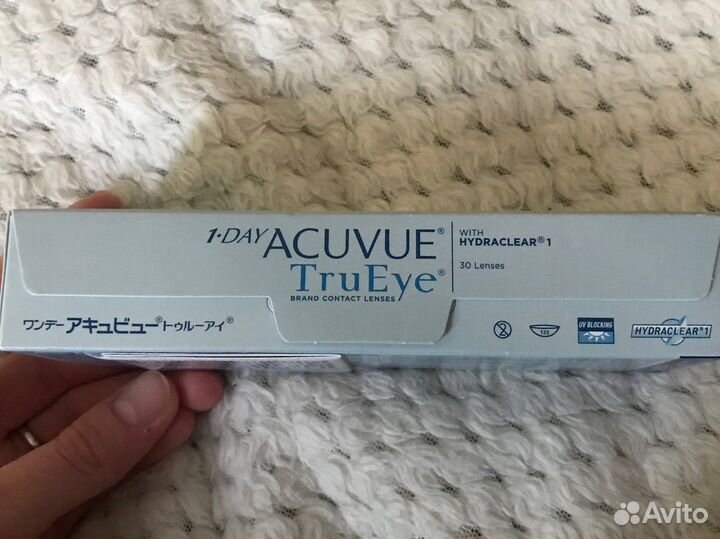 1·DAY ACUVUE®
TruEye®
BRAND CONTACT LENSES
WITH
HYDRACLEAR® 1
30 Lenses
ワンデー アキュビュー® トゥルーアイ®
123
UV BLOCKING
HYDRACLEAR®1
Avito